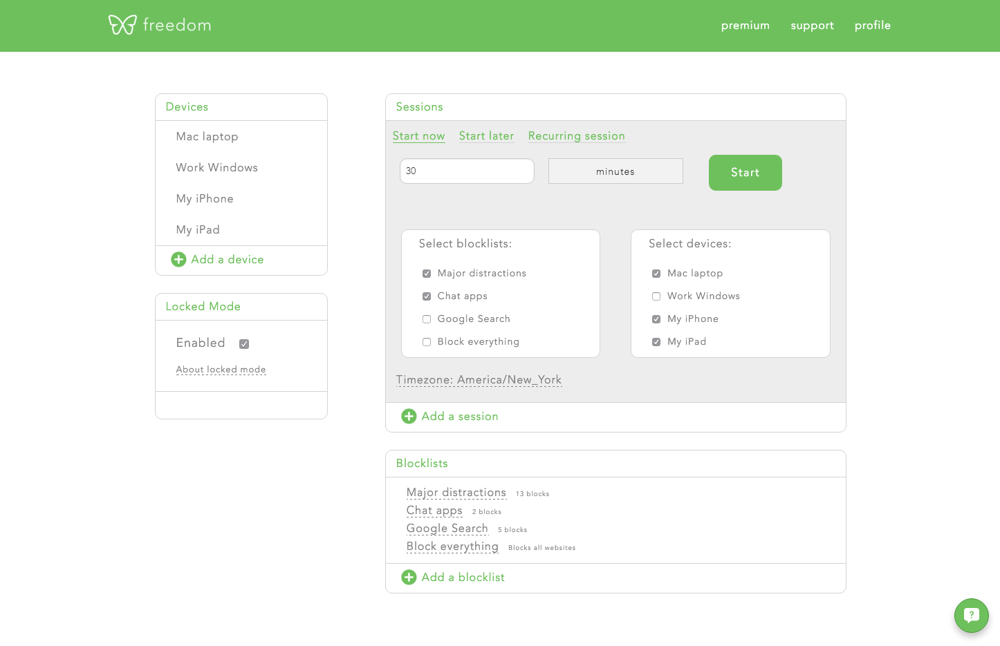 freedom
premium support profile
Devices
Mac laptop
Work Windows
My iPhone
My iPad
Add a device
Locked Mode
Enabled
About locked mode
Sessions
Start now Start later Recurring session
30 minutes Start
Select blocklists:
Major distractions
Chat apps
Google Search
Block everything
Select devices:
Mac laptop
Work Windows
My iPhone
My iPad
Timezone: America/New_York
Add a session
Blocklists
Major distractions 13 blocks
Chat apps 2 blocks
Google Search 5 blocks
Block everything Blocks all websites
Add a blocklist
?